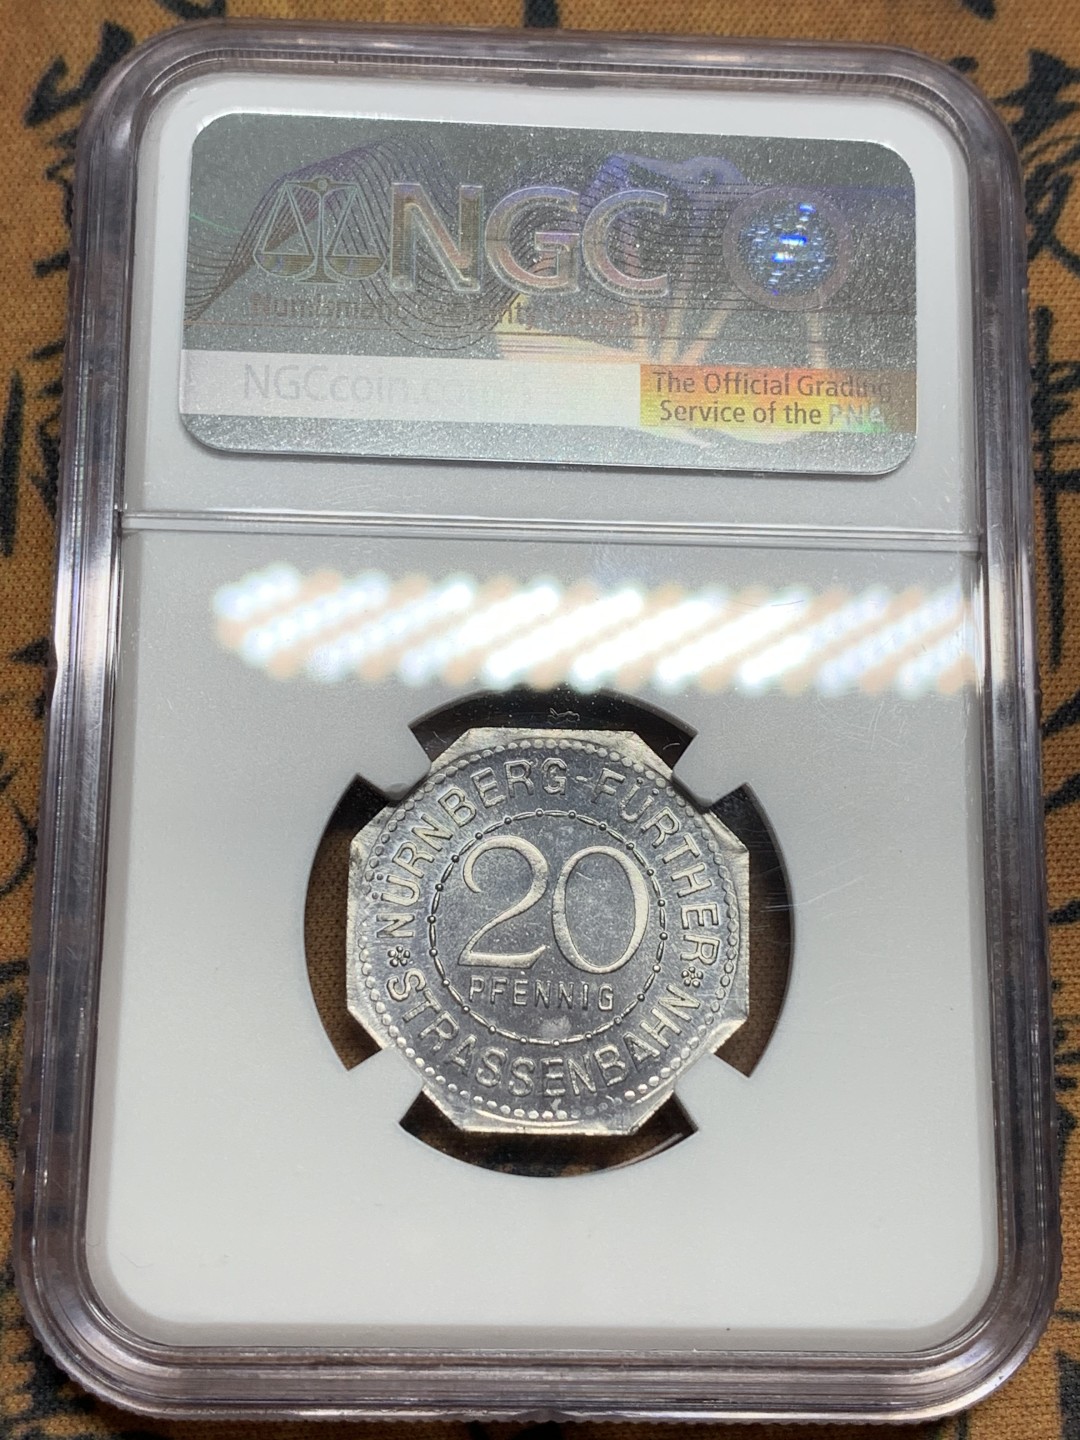 NGC
Numismatic Guaranty Company
NGCcoin.com
The Official Grading
Service of the PNG
NÜRNBERG-FÜRTHER
20
PFENNIG
STRASSENBAHN